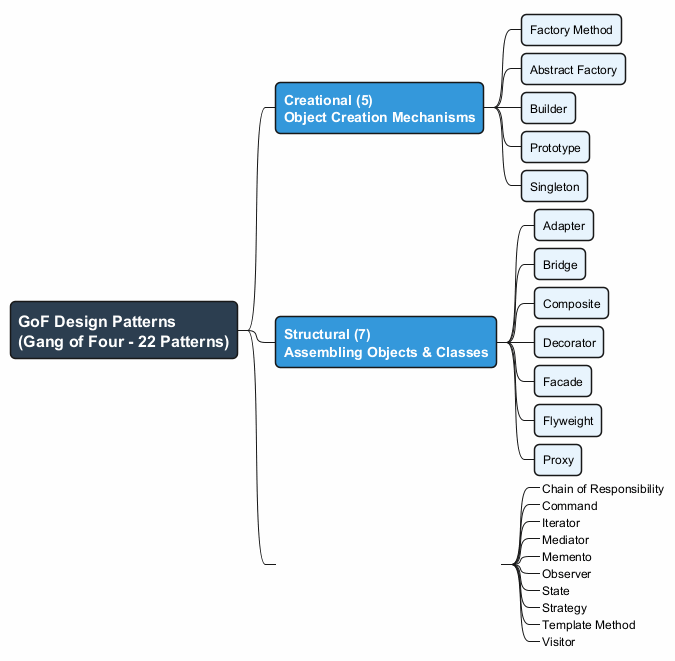 GoF Design Patterns
(Gang of Four - 22 Patterns)
Creational (5)
Object Creation Mechanisms
Factory Method
Abstract Factory
Builder
Prototype
Singleton
Structural (7)
Assembling Objects & Classes
Adapter
Bridge
Composite
Decorator
Facade
Flyweight
Proxy
Chain of Responsibility
Command
Iterator
Mediator
Memento
Observer
State
Strategy
Template Method
Visitor